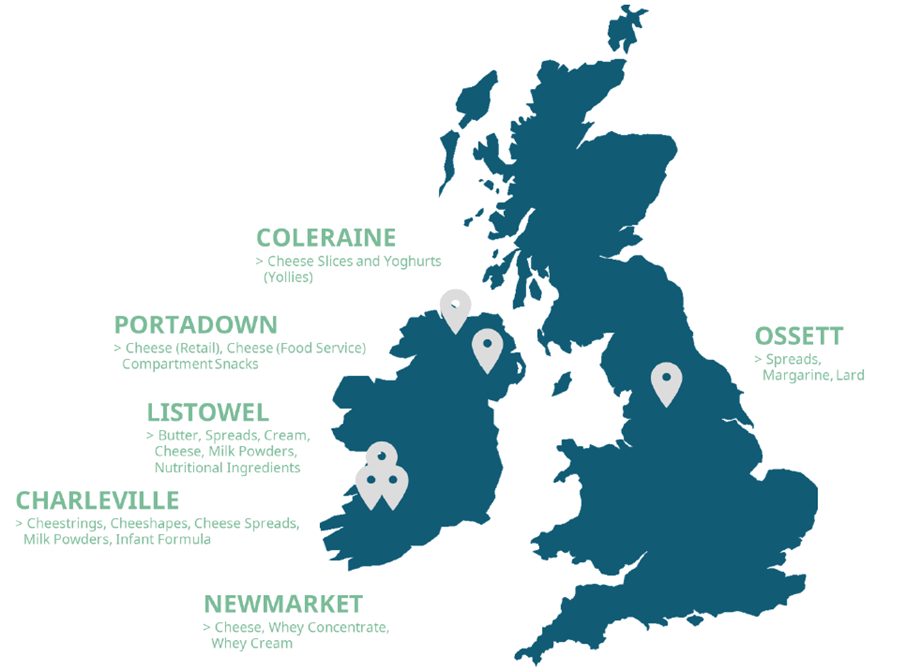 COLERAINE
> Cheese Slices and Yoghurts
(Yollies)
PORTADOWN
> Cheese (Retail), Cheese (Food Service)
Compartment Snacks
OSSETT
> Spreads,
Margarine, Lard
LISTOWEL
> Butter, Spreads, Cream,
Cheese, Milk Powders,
Nutritional Ingredients
CHARLEVILLE
> Cheestrings, Cheeshapes, Cheese Spreads,
Milk Powders, Infant Formula
NEWMARKET
> Cheese, Whey Concentrate,
Whey Cream